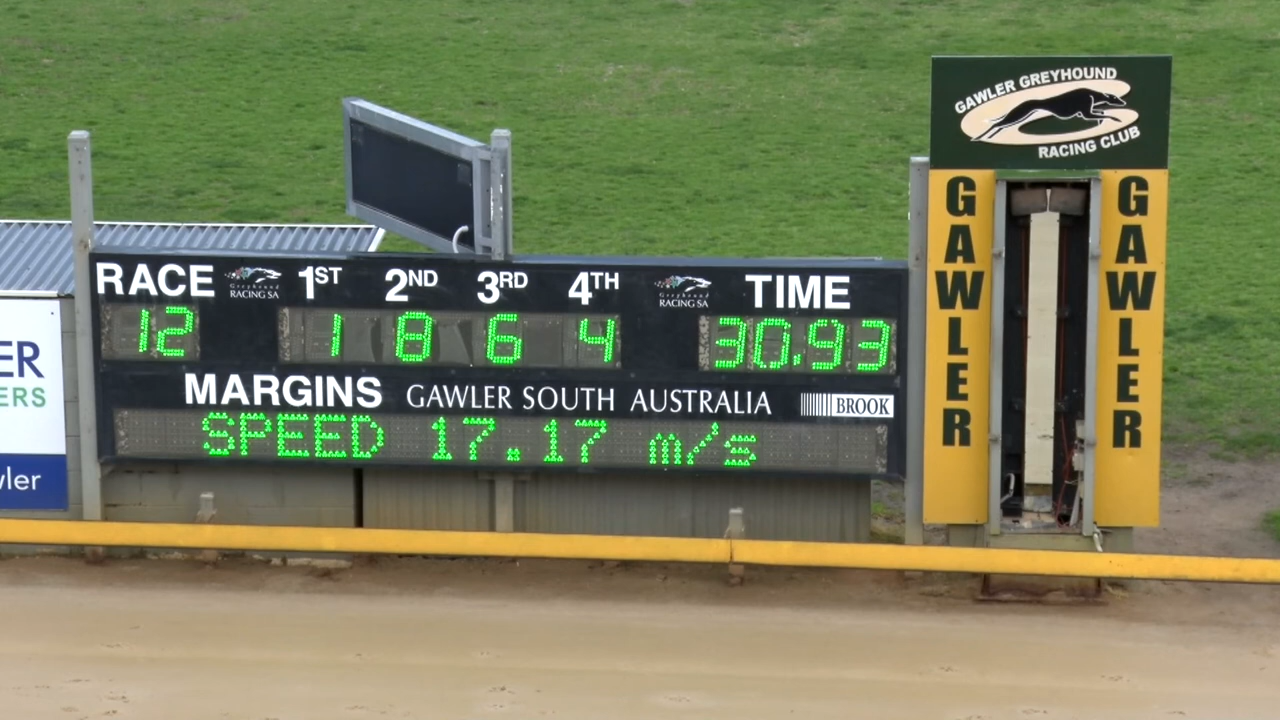 GAWLER GREYHOUND
RACING CLUB
GAWLER
GAWLER
RACE 1ST 2ND 3RD 4TH TIME
Greyhound
RACING SA
Greyhound
RACING SA
12 1 8 6 4 30.93
MARGINS GAWLER SOUTH AUSTRALIA BROOK
SPEED 17.17 m/s
ER
ERS
wler